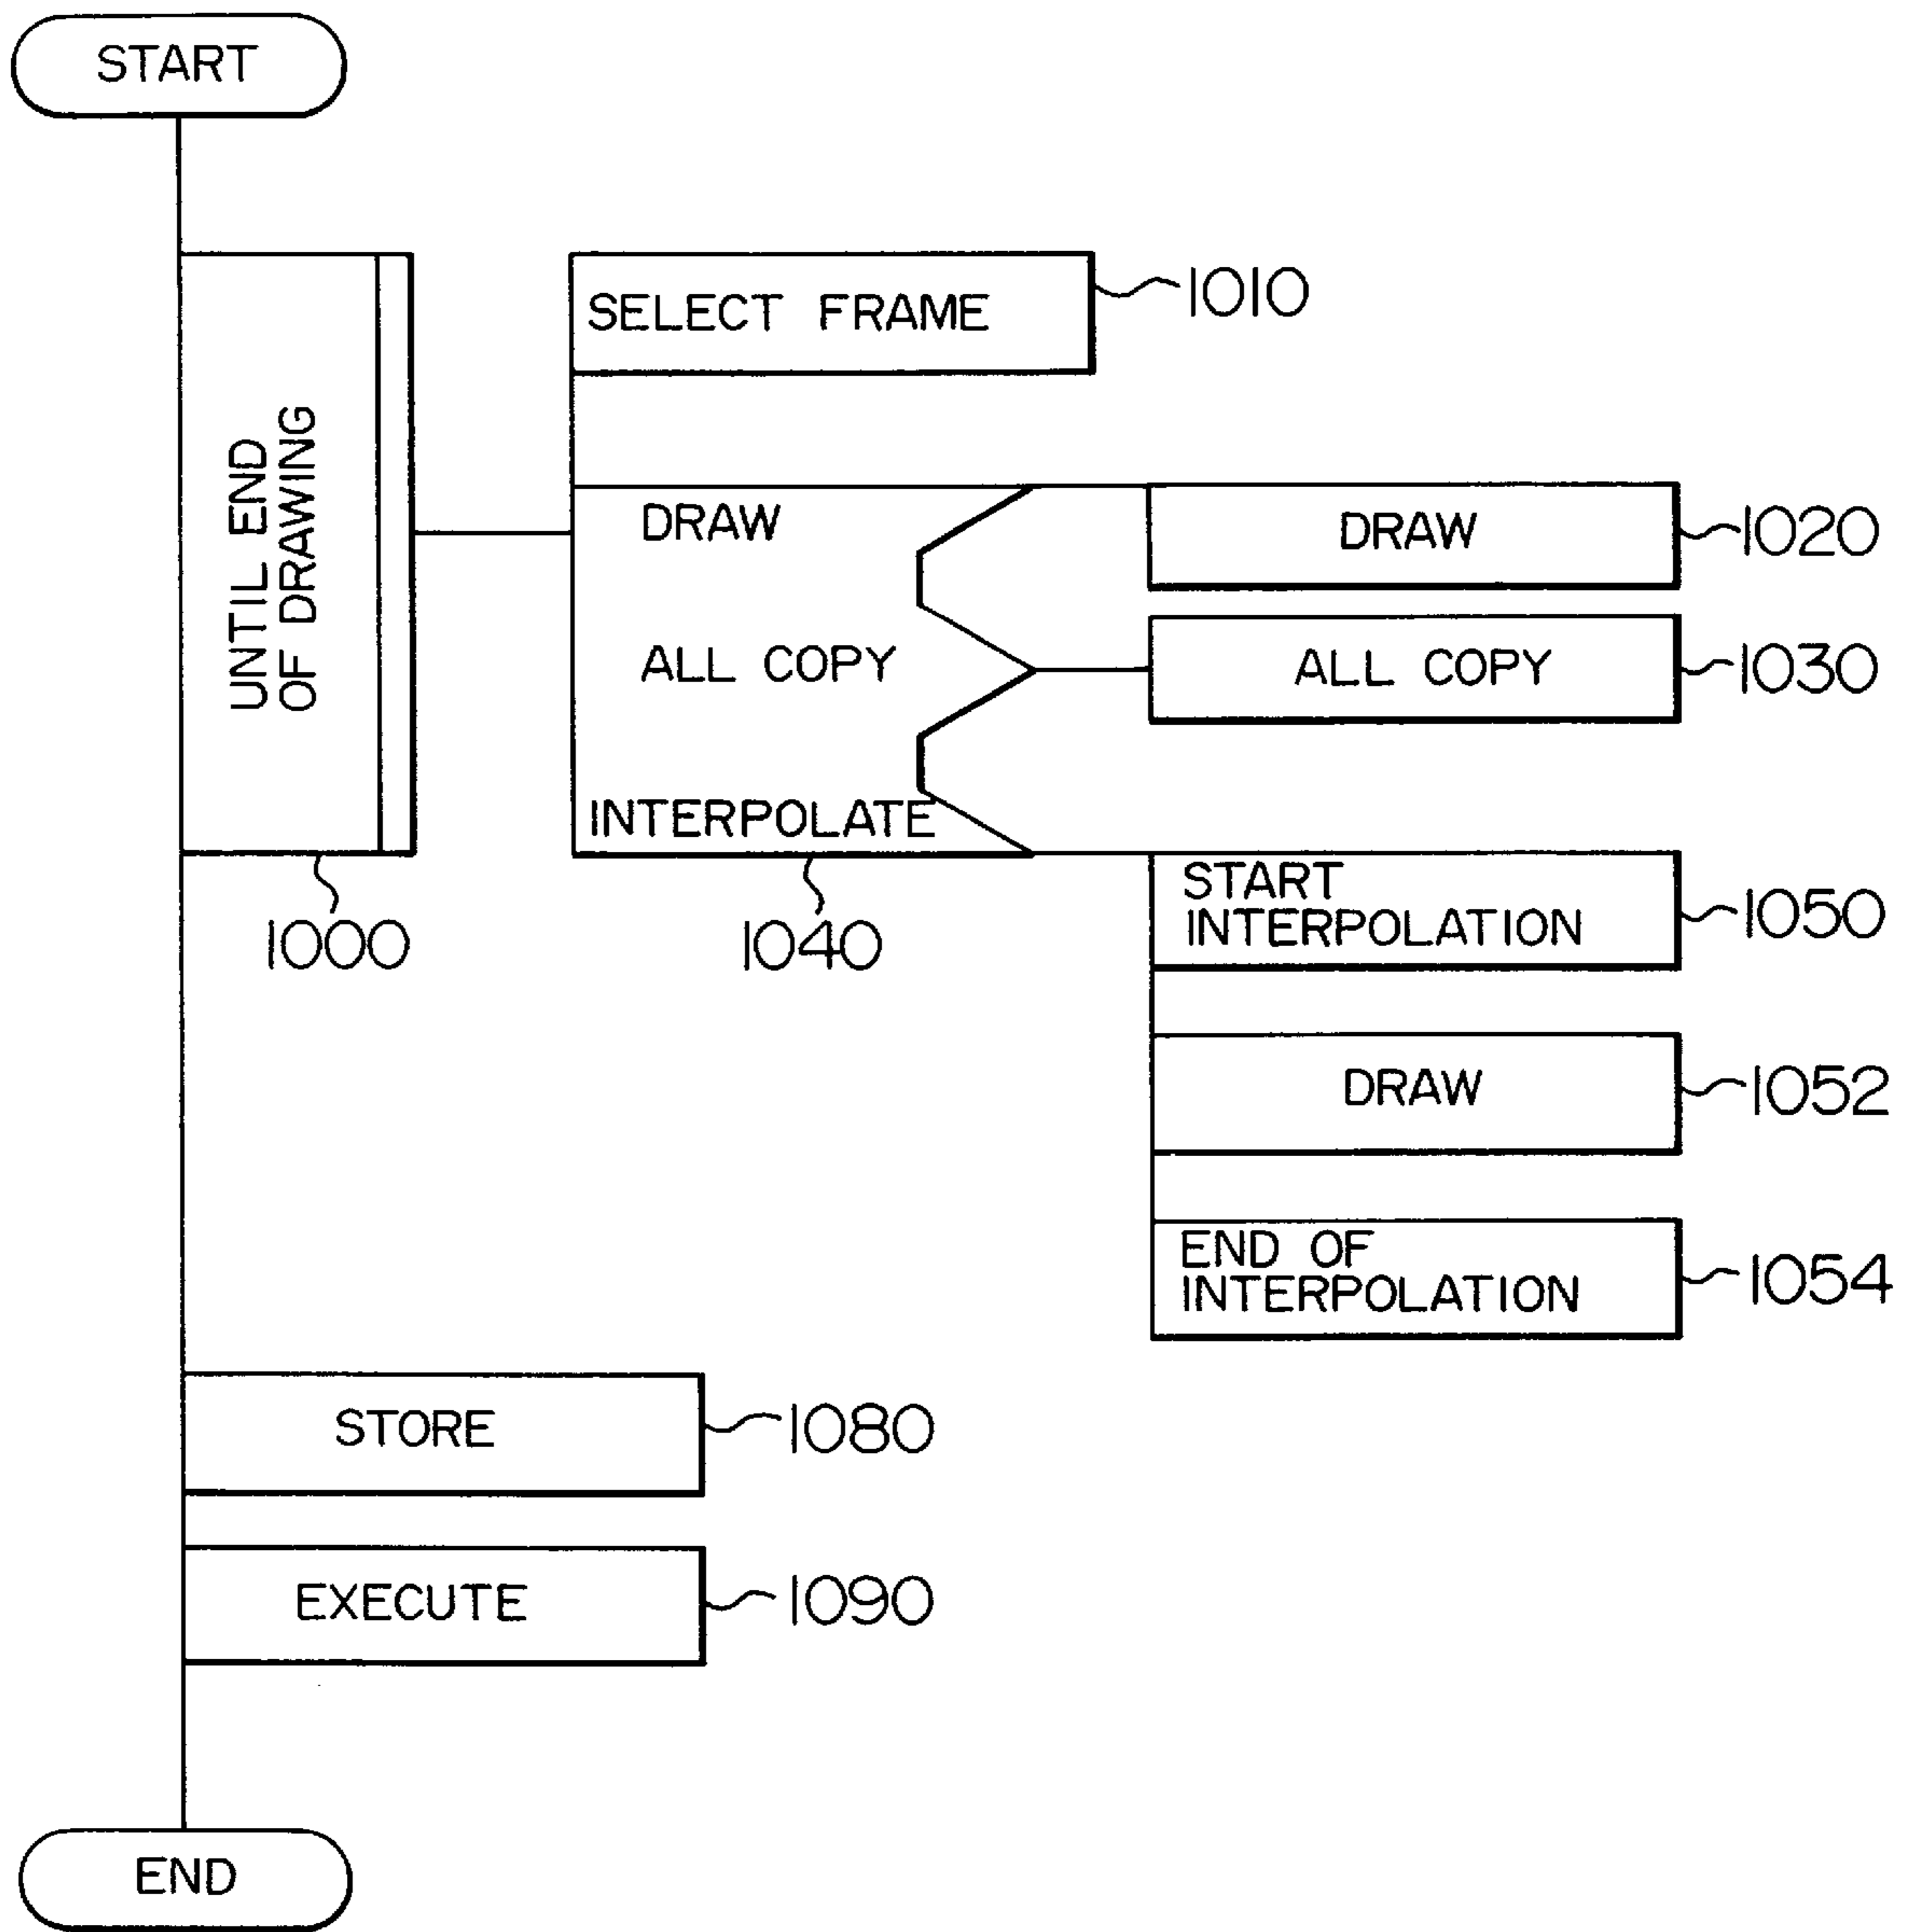 START
UNTIL END
OF DRAWING
1000
SELECT FRAME
1010
DRAW
ALL COPY
INTERPOLATE
1040
DRAW
1020
ALL COPY
1030
START
INTERPOLATION
1050
DRAW
1052
END OF
INTERPOLATION
1054
STORE
1080
EXECUTE
1090
END